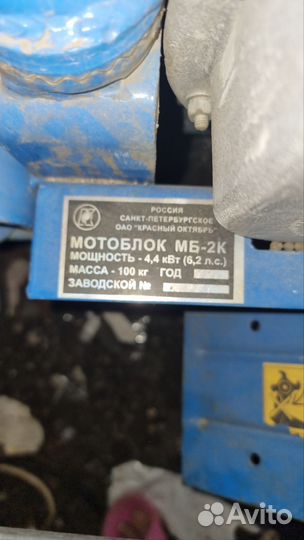 РОССИЯ
САНКТ-ПЕТЕРБУРГСКОЕ
ОАО "КРАСНЫЙ ОКТЯБРЬ"
МОТОБЛОК МБ-2К
МОЩНОСТЬ - 4,4 кВт (6,2 л.с.)
МАССА - 100 кг ГОД
ЗАВОДСКОЙ №
Avito